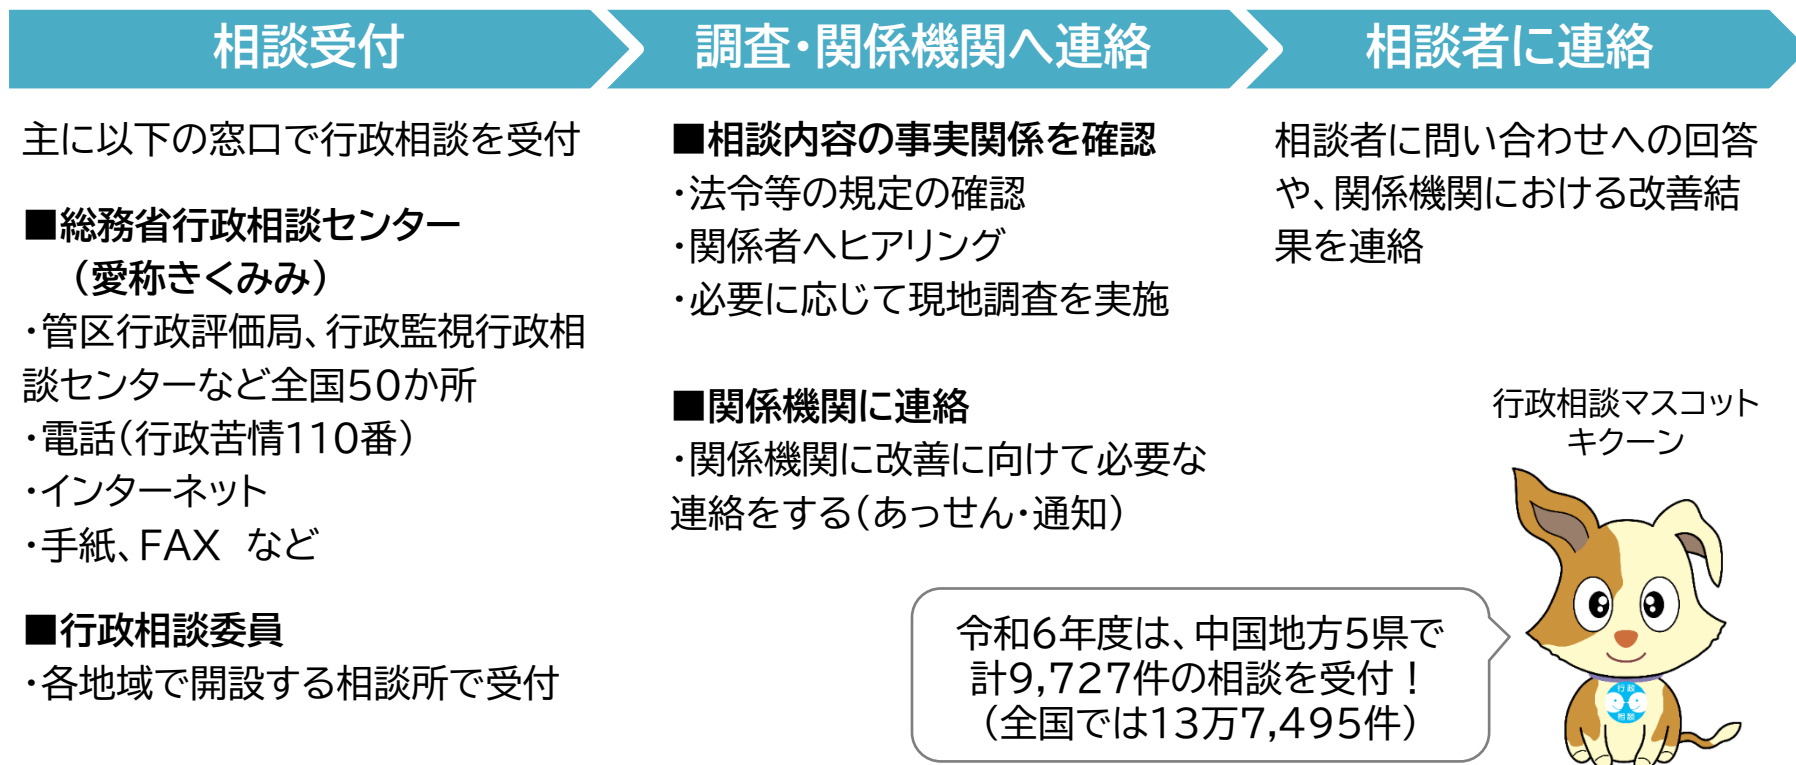 相談受付
調査・関係機関へ連絡
相談者に連絡
主に以下の窓口で行政相談を受付
■総務省行政相談センター
（愛称きくみみ）
・管区行政評価局、行政監視行政相
談センターなど全国50か所
・電話（行政苦情110番）
・インターネット
・手紙、FAX　など
■行政相談委員
・各地域で開設する相談所で受付
■相談内容の事実関係を確認
・法令等の規定の確認
・関係者へヒアリング
・必要に応じて現地調査を実施
■関係機関に連絡
・関係機関に改善に向けて必要な
連絡をする（あっせん・通知）
相談者に問い合わせへの回答
や、関係機関における改善結
果を連絡
行政相談マスコット
キクーン
令和6年度は、中国地方5県で
計9,727件の相談を受付！
（全国では13万7,495件）
行政
相談